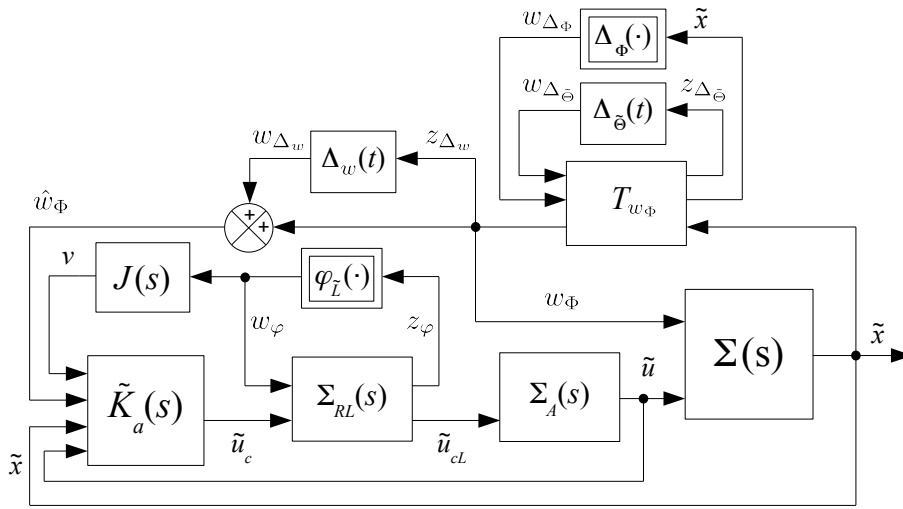 w_{Δ_Φ} Δ_Φ(·) x̃
w_{Δ_Θ̃} Δ_Θ̃(t) z_{Δ_Θ̃}
w_{Δ_w} Δ_w(t) z_{Δ_w}
T_{w_Φ}
ŵ_Φ + +
v J(s) φ_L̃(·)
w_φ z_φ w_Φ Σ(s) x̃
K̃_a(s) Σ_{RL}(s) Σ_A(s) ũ
x̃ ũ_c ũ_{cL}